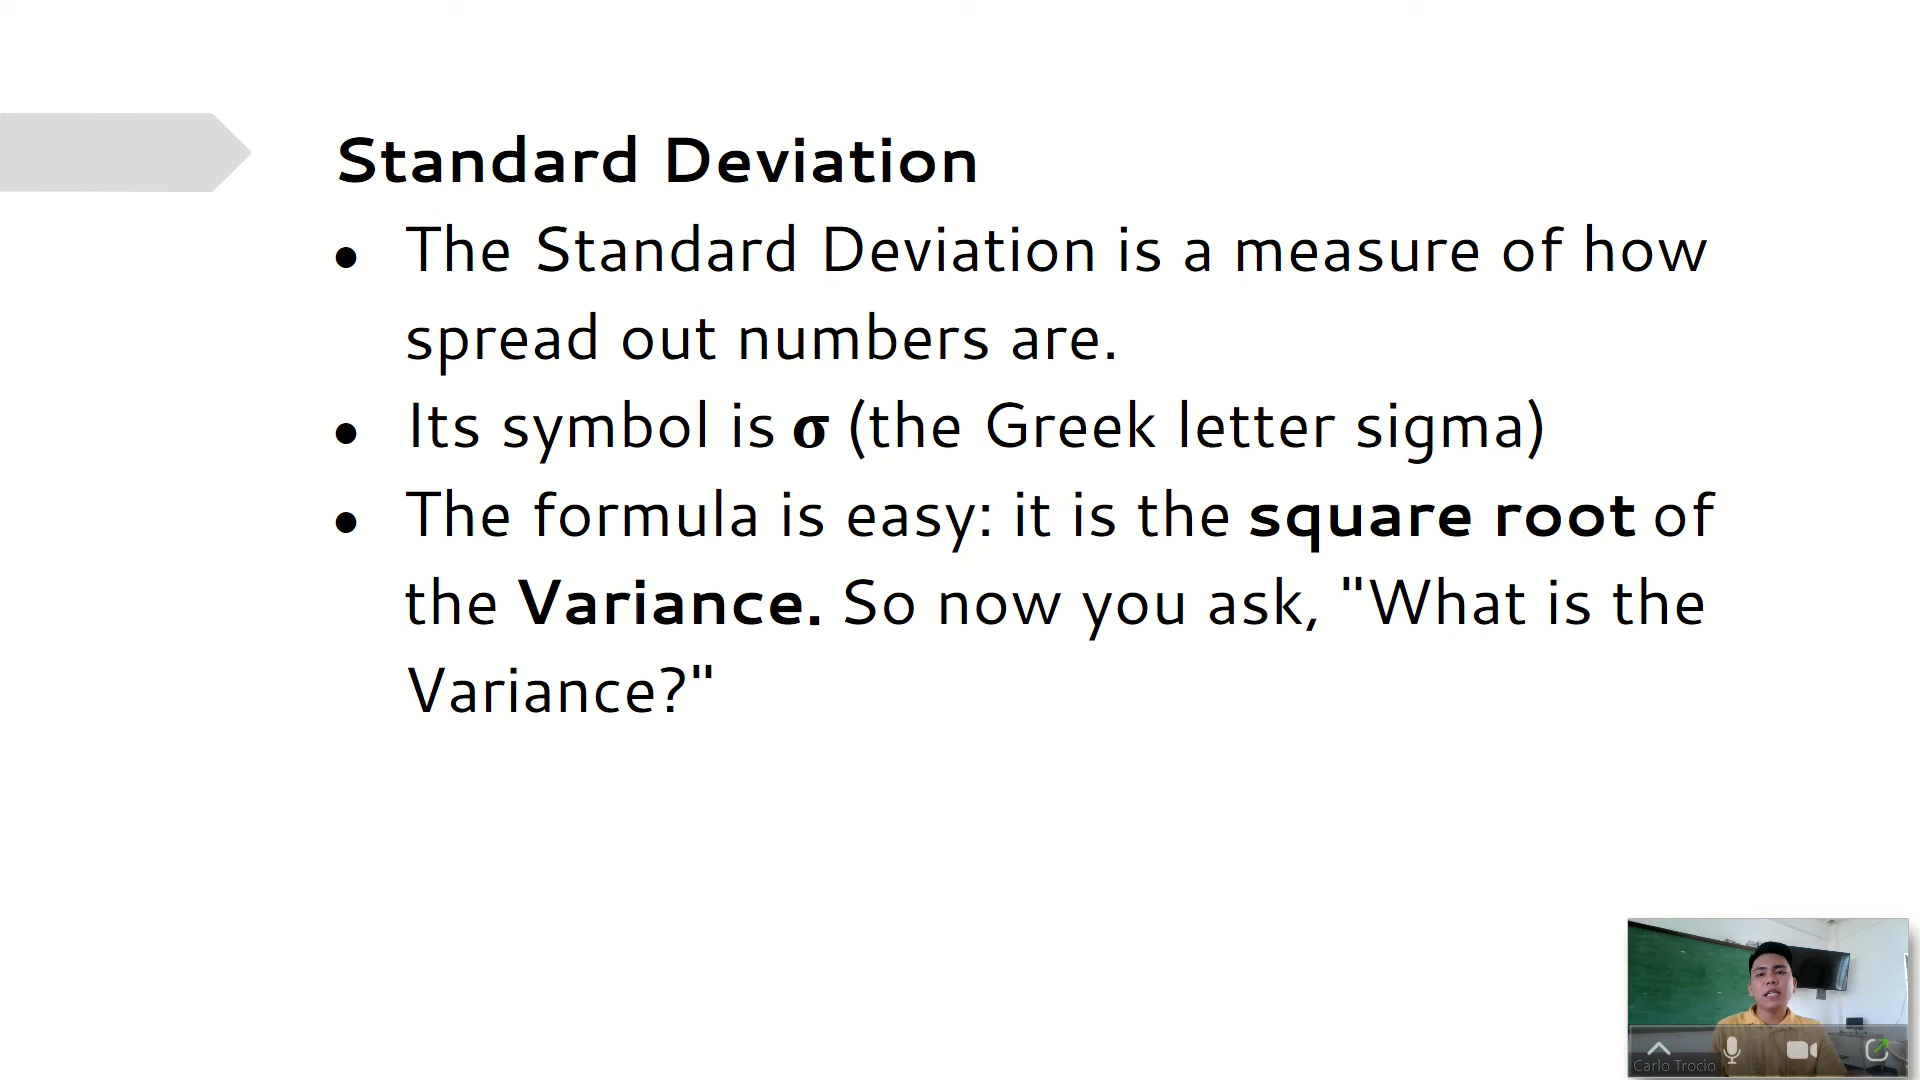 Standard Deviation
● The Standard Deviation is a measure of how
spread out numbers are.
● Its symbol is σ (the Greek letter sigma)
● The formula is easy: it is the square root of
the Variance. So now you ask, "What is the
Variance?"
Carlo Trocio